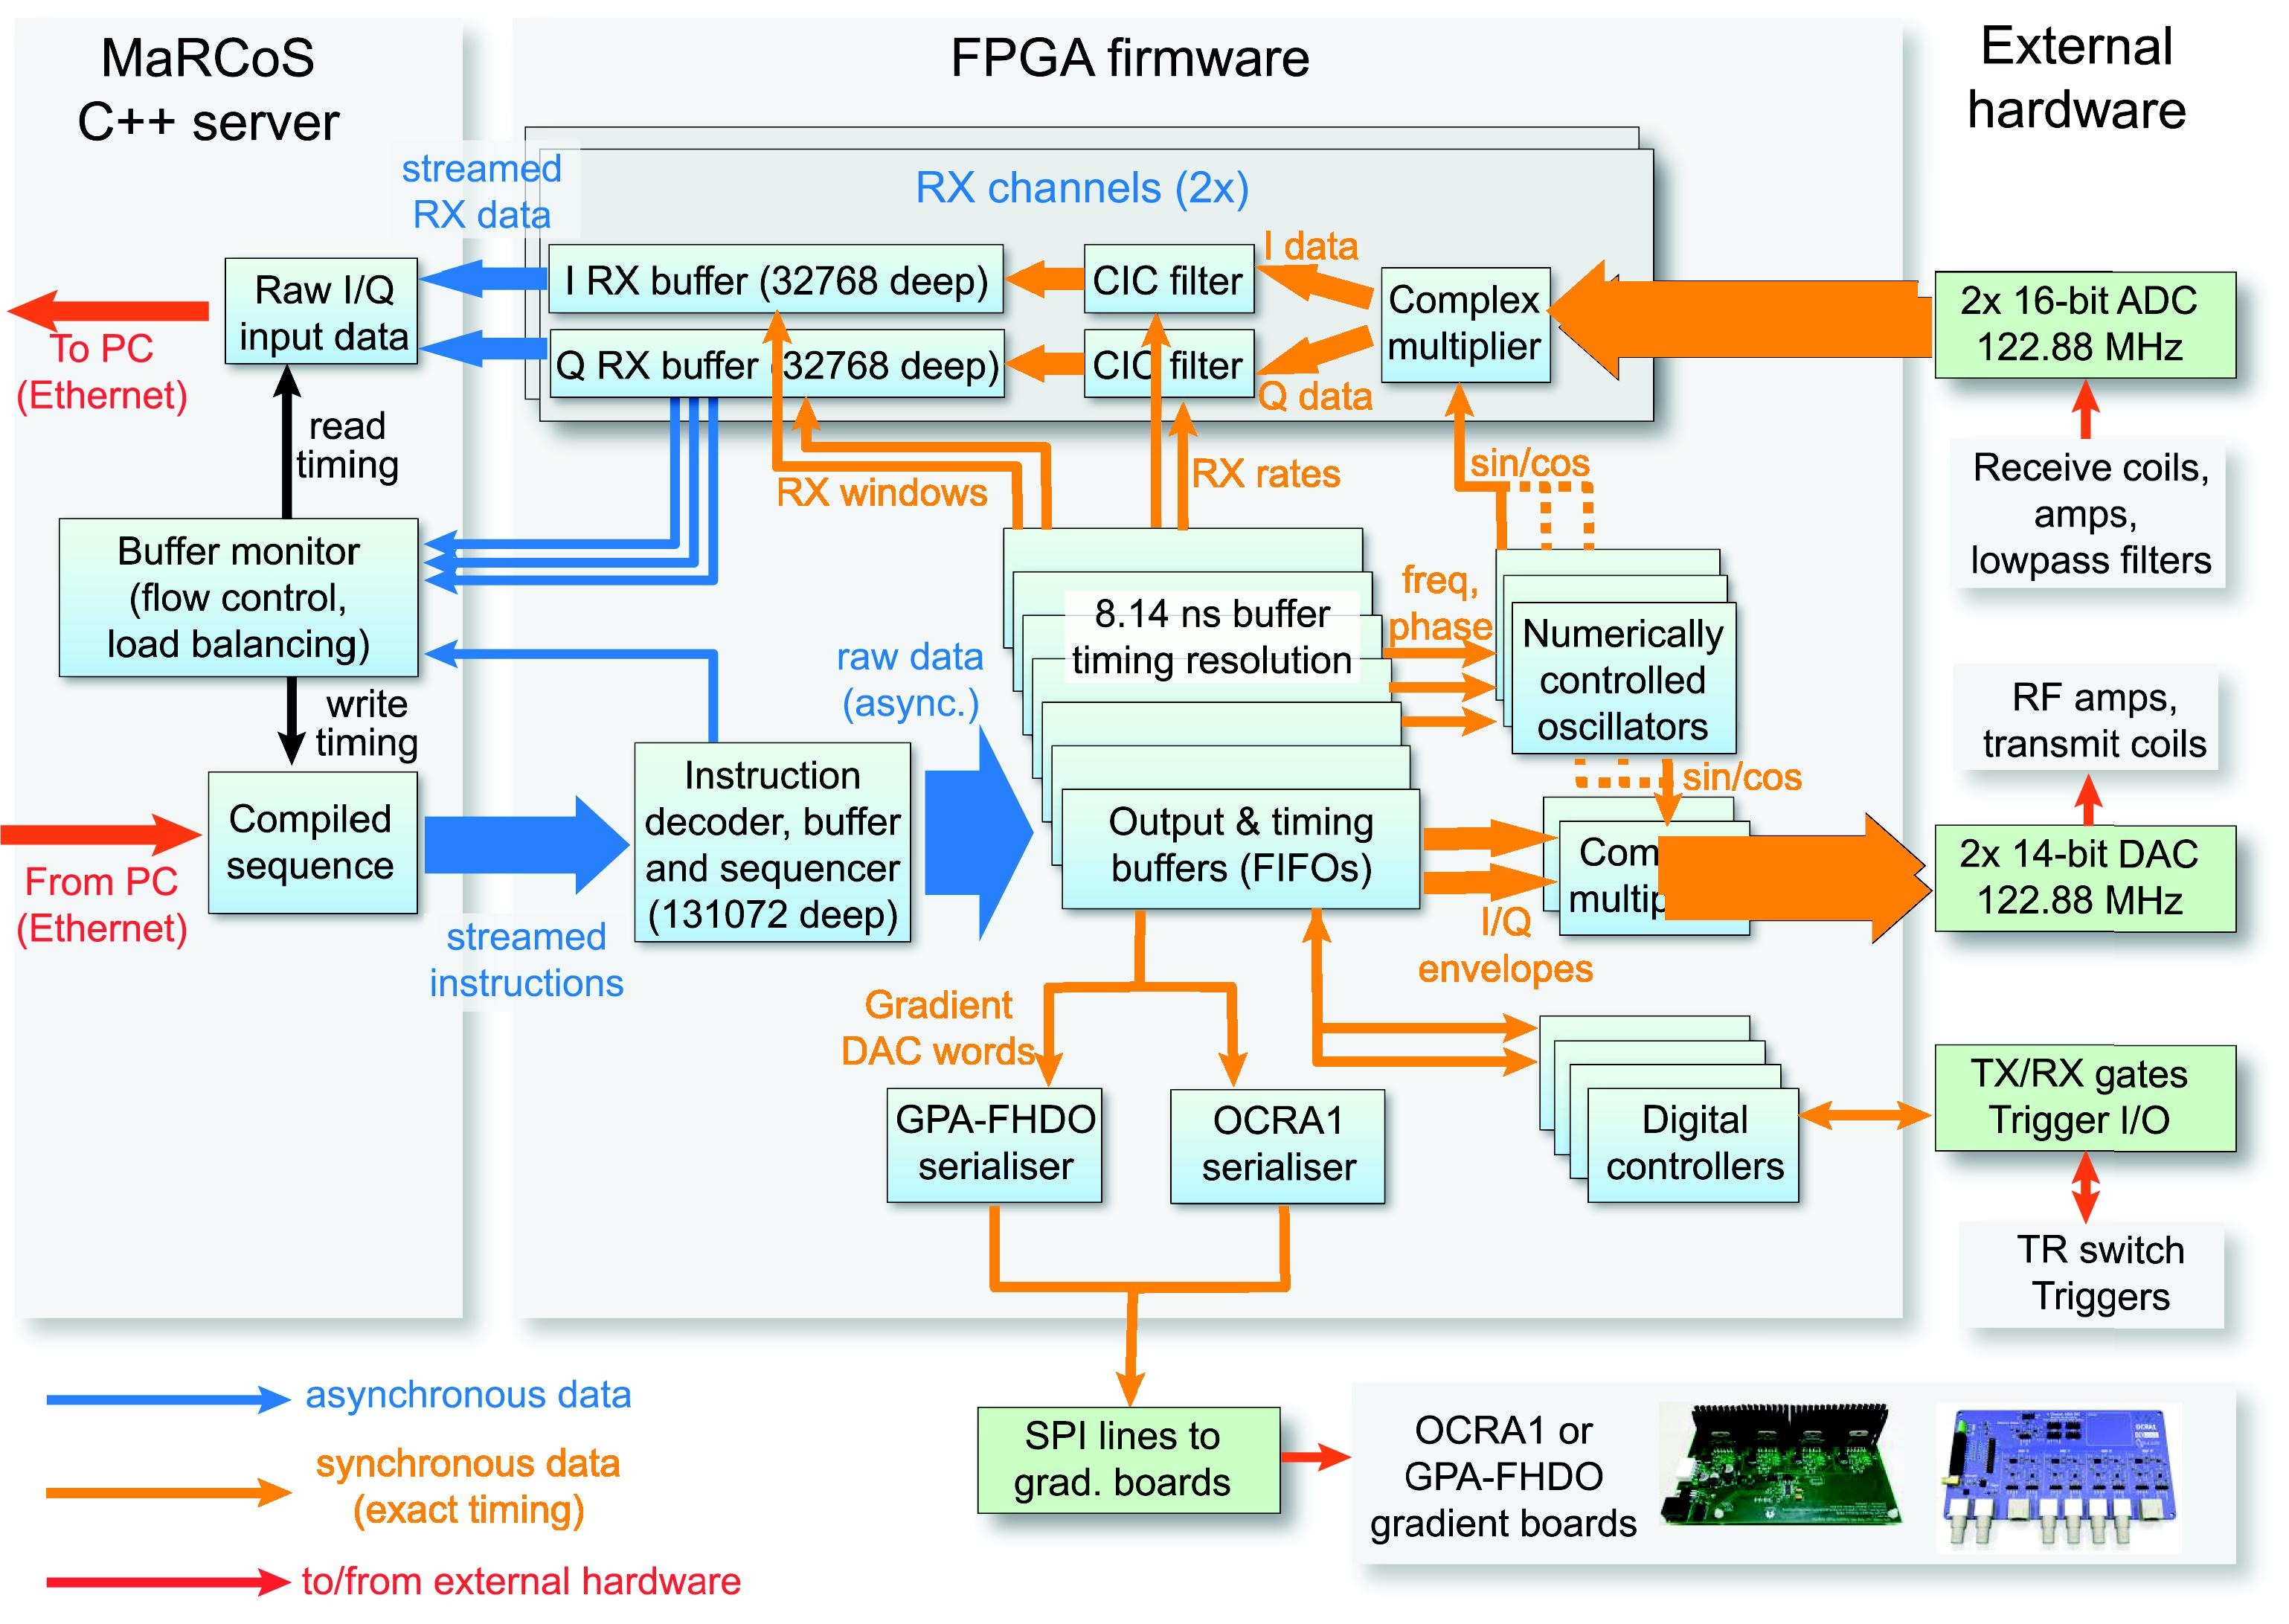 MaRCoS
C++ server
FPGA firmware
External
hardware
streamed
RX data
RX channels (2x)
I data
I RX buffer (32768 deep)
CIC filter
Complex
multiplier
Q RX buffer (32768 deep)
CIC filter
Q data
Raw I/Q
input data
To PC
(Ethernet)
2x 16-bit ADC
122.88 MHz
read
timing
RX windows
RX rates
sin/cos
Receive coils,
amps,
lowpass filters
Buffer monitor
(flow control,
load balancing)
8.14 ns buffer
timing resolution
freq,
phase
Numerically
controlled
oscillators
raw data
(async.)
write
timing
RF amps,
transmit coils
sin/cos
Compiled
sequence
From PC
(Ethernet)
streamed
instructions
Instruction
decoder, buffer
and sequencer
(131072 deep)
Output & timing
buffers (FIFOs)
Com
multip
I/Q
envelopes
2x 14-bit DAC
122.88 MHz
Gradient
DAC words
GPA-FHDO
serialiser
OCRA1
serialiser
Digital
controllers
TX/RX gates
Trigger I/O
TR switch
Triggers
asynchronous data
synchronous data
(exact timing)
to/from external hardware
SPI lines to
grad. boards
OCRA1 or
GPA-FHDO
gradient boards
OCRA1